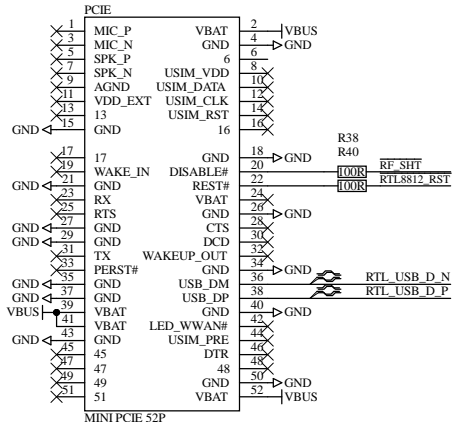 PCIE
1 MIC_P VBAT 2 VBUS
3 MIC_N GND 4 GND
5 SPK_P 6 6
7 SPK_N USIM_VDD 8
9 AGND USIM_DATA 10
11 VDD_EXT USIM_CLK 12
13 13 USIM_RST 14
GND 15 GND 16 16
R38
R40
17 17 GND 18 GND
19 WAKE_IN DISABLE# 20 100R RF_SHT
GND 21 GND REST# 22 100R RTL8812_RST
23 RX VBAT 24
25 RTS GND 26 GND
GND 27 GND CTS 28
GND 29 GND DCD 30
31 TX WAKEUP_OUT 32
33 PERST# GND 34 GND
GND 35 GND USB_DM 36 RTL_USB_D_N
GND 37 GND USB_DP 38 RTL_USB_D_P
VBUS 39 VBAT GND 40 GND
41 VBAT LED_WWAN# 42
GND 43 GND USIM_PRE 44
45 45 DTR 46
47 47 48 48
49 49 GND 50 GND
51 51 VBAT 52 VBUS
MINI PCIE 52P